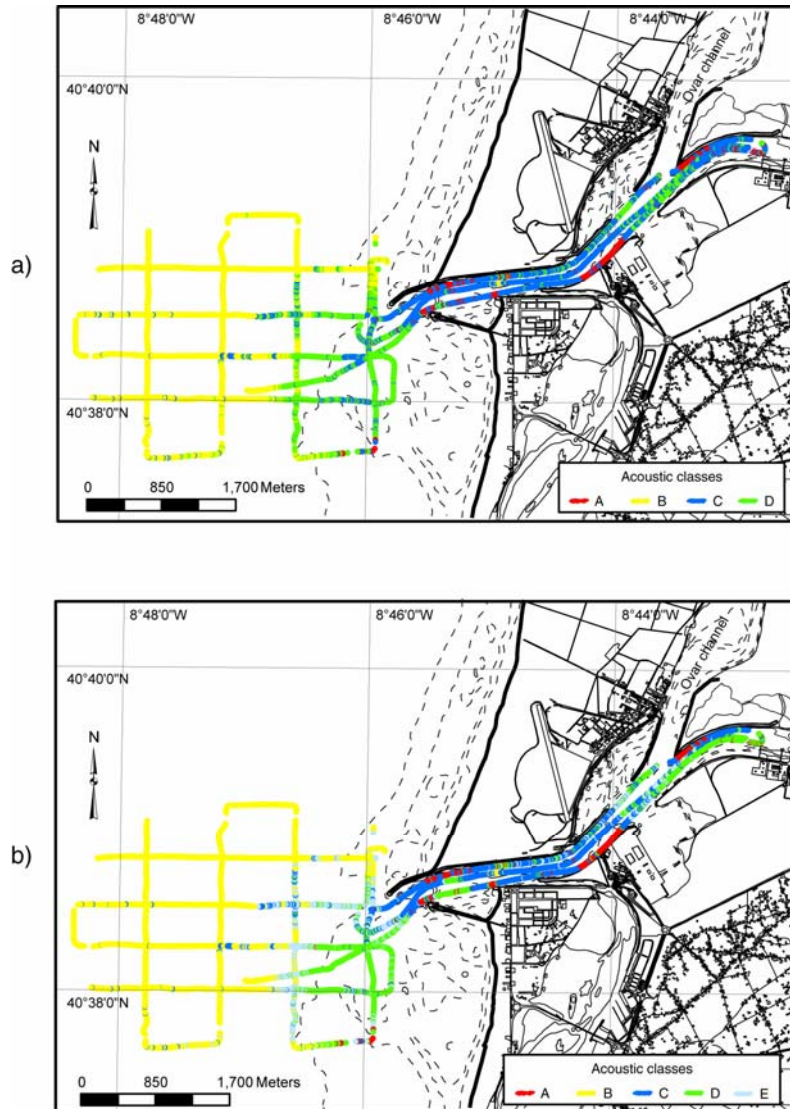 a)
8°48'0"W 8°46'0"W 8°44'0"W
40°40'0"N
Ovar channel
N
40°38'0"N
0 850 1,700 Meters
Acoustic classes
A B C D
b)
8°48'0"W 8°46'0"W 8°44'0"W
40°40'0"N
Ovar channel
N
40°38'0"N
0 850 1,700 Meters
Acoustic classes
A B C D E